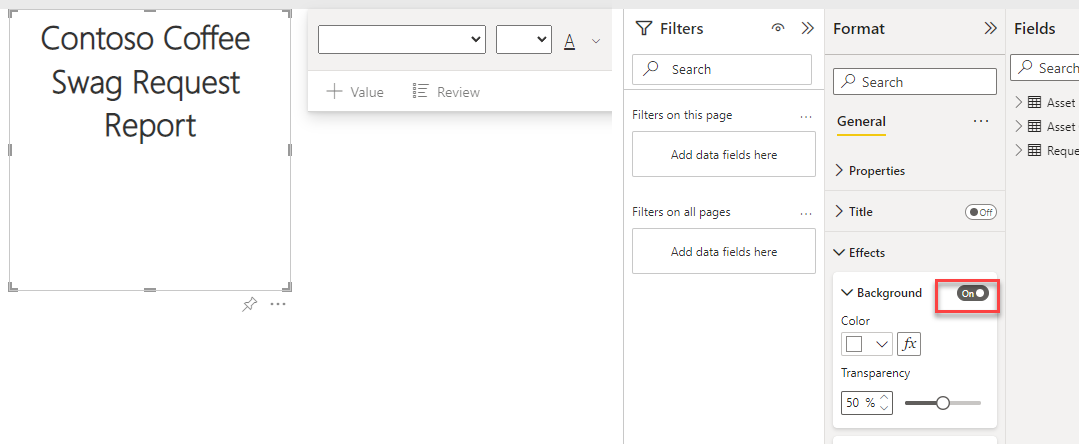 Contoso Coffee
Swag Request
Report
A
Value
Review
Filters
Search
Filters on this page
...
Add data fields here
Filters on all pages
...
Add data fields here
Format
Search
General
...
Properties
Title
Off
Effects
Background
On
Color
fx
Transparency
50 %
Fields
Search
Asset
Asset
Reque